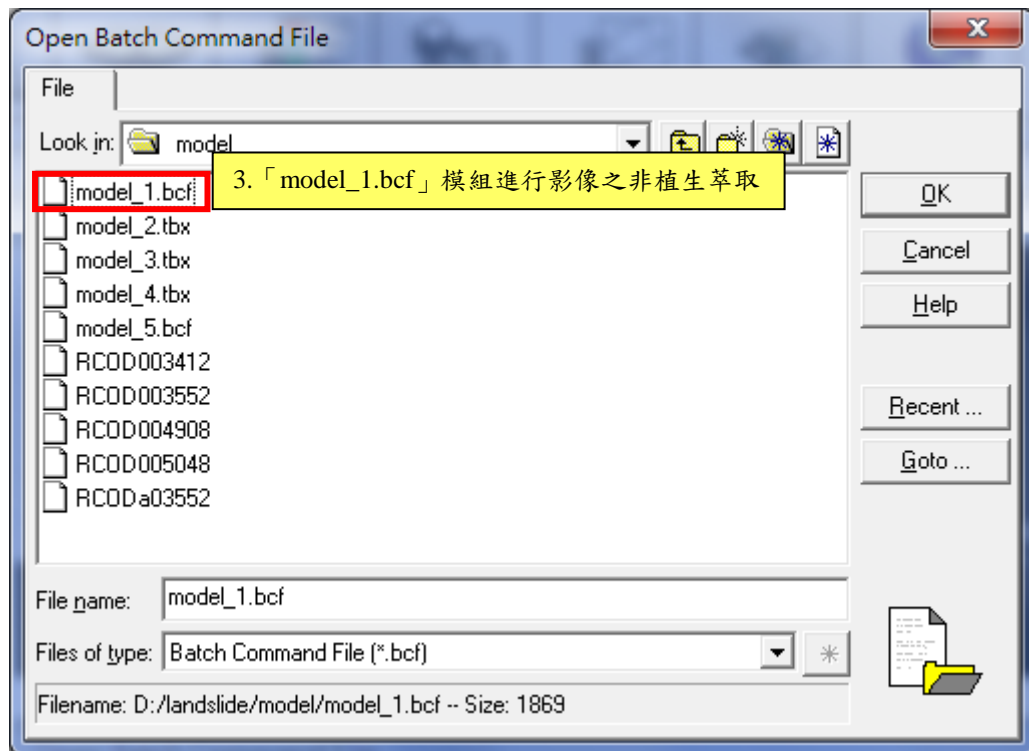 Open Batch Command File
File
Look in: model
3.「model_1.bcf」模組進行影像之非植生萃取
model_1.bcf
model_2.tbx
model_3.tbx
model_4.tbx
model_5.bcf
RCOD003412
RCOD003552
RCOD004908
RCOD005048
RCODa03552
OK
Cancel
Help
Recent ...
Goto ...
File name: model_1.bcf
Files of type: Batch Command File (*.bcf)
Filename: D:/landslide/model/model_1.bcf -- Size: 1869